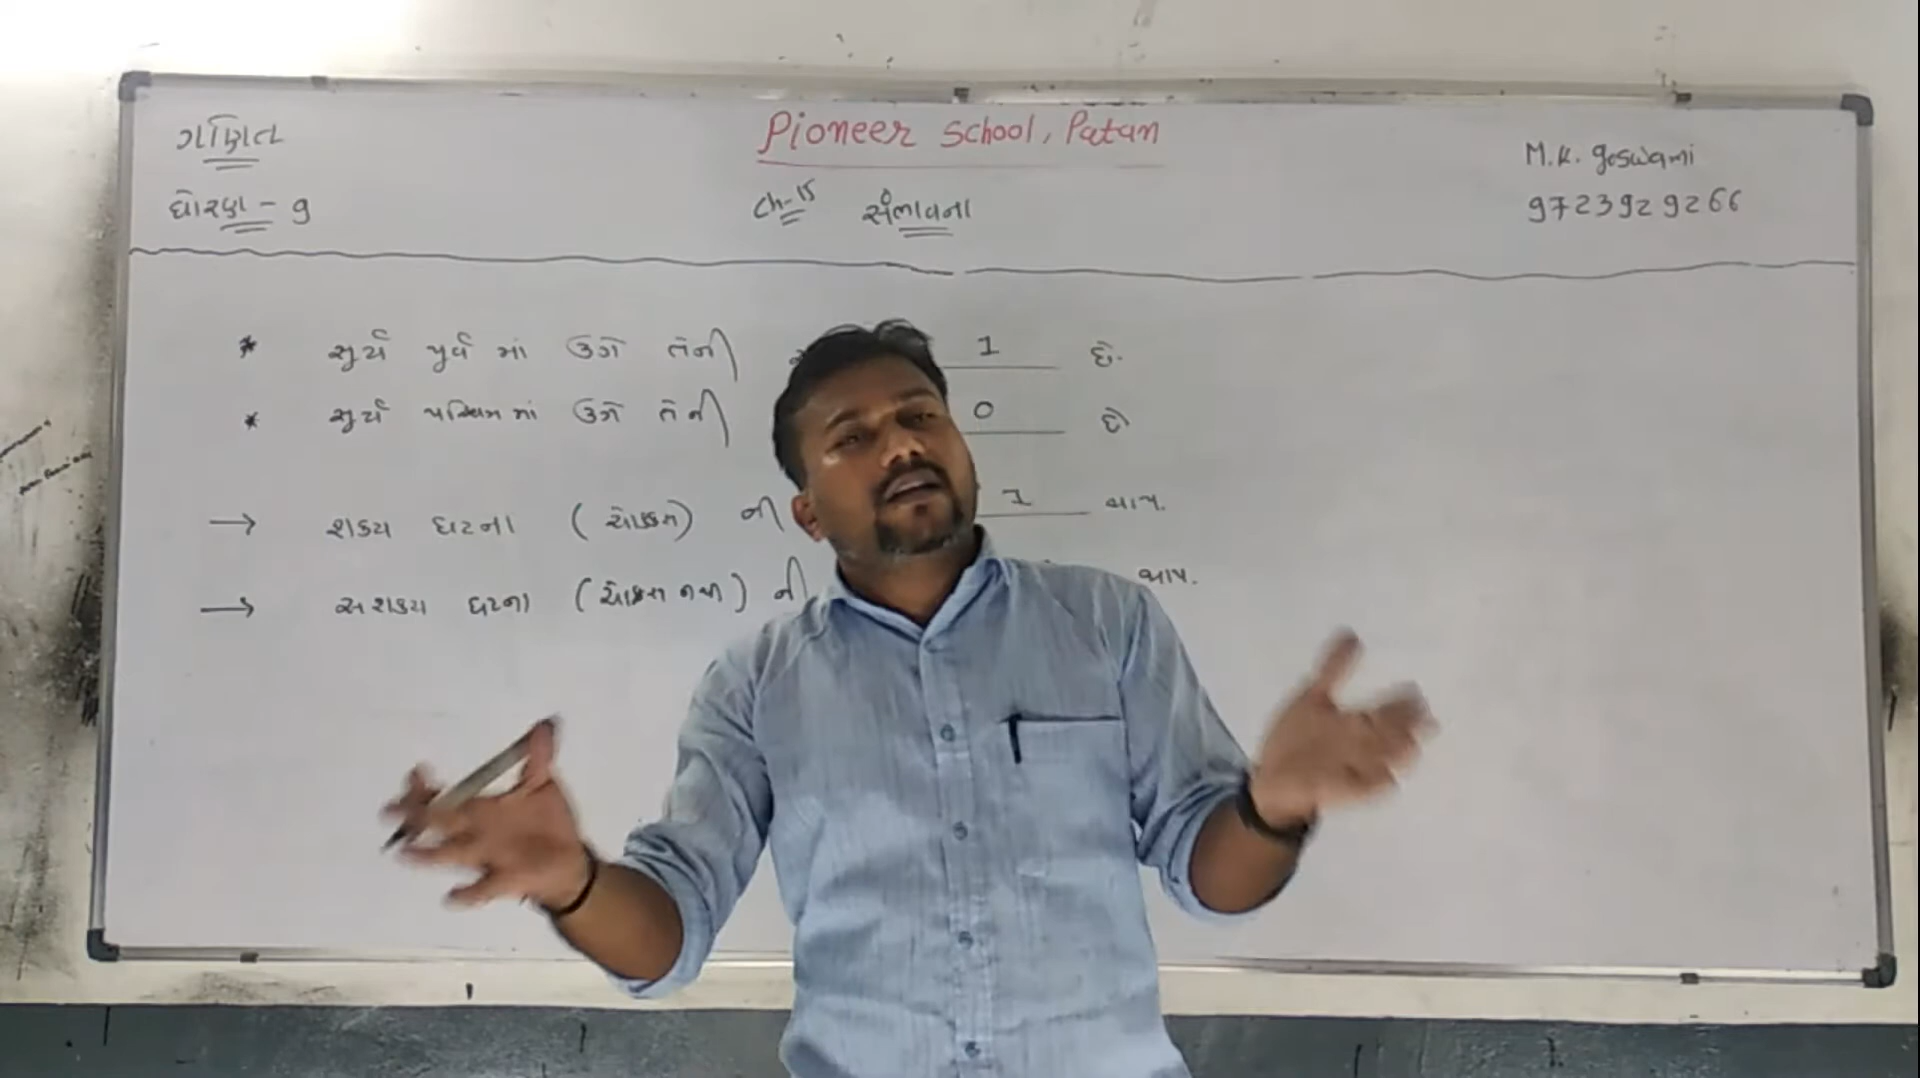 ગણિત
Pioneer School, Patan
M.K. goswami
ધોરણ - 9
Ch-15 સંભાવના
9723929266
* સૂર્ય પૂર્વ માં ઉગે તેની 1 છે.
* સૂર્ય પશ્ચિમ માં ઉગે તેની 0 છે
→ શક્ય ઘટના (ચોક્કસ) ની 1 થાય.
→ અશક્ય ઘટના (ચોક્કસ નથી) ની થાય.